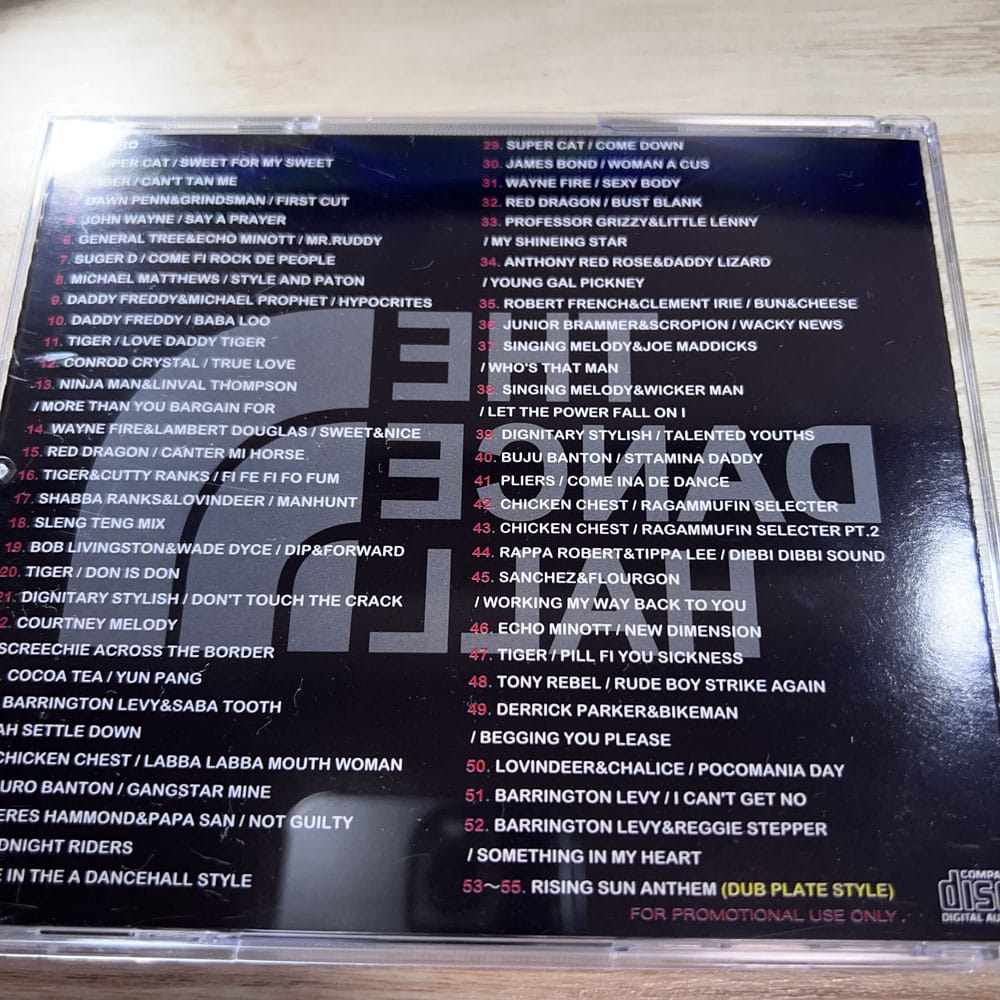 SUPER CAT / SWEET FOR MY SWEET
/ CAN'T TAN ME
DAWN PENN&GRINDSMAN / FIRST CUT
5. JOHN WAYNE / SAY A PRAYER
6. GENERAL TREE&ECHO MINOTT / MR.RUDDY
7. SUGER D / COME FI ROCK DE PEOPLE
8. MICHAEL MATTHEWS / STYLE AND PATON
9. DADDY FREDDY&MICHAEL PROPHET / HYPOCRITES
10. DADDY FREDDY / BABA LOO
11. TIGER / LOVE DADDY TIGER
12. CONROD CRYSTAL / TRUE LOVE
13. NINJA MAN&LINVAL THOMPSON
/ MORE THAN YOU BARGAIN FOR
14. WAYNE FIRE&LAMBERT DOUGLAS / SWEET&NICE
15. RED DRAGON / CANTER MI HORSE
16. TIGER&CUTTY RANKS / FI FE FI FO FUM
17. SHABBA RANKS&LOVINDEER / MANHUNT
18. SLENG TENG MIX
19. BOB LIVINGSTON&WADE DYCE / DIP&FORWARD
20. TIGER / DON IS DON
21. DIGNITARY STYLISH / DON'T TOUCH THE CRACK
2. COURTNEY MELODY
SCREECHIE ACROSS THE BORDER
. COCOA TEA / YUN PANG
BARRINGTON LEVY&SABA TOOTH
AH SETTLE DOWN
CHICKEN CHEST / LABBA LABBA MOUTH WOMAN
URO BANTON / GANGSTAR MINE
ERES HAMMOND&PAPA SAN / NOT GUILTY
DNIGHT RIDERS
E IN THE A DANCEHALL STYLE
29. SUPER CAT / COME DOWN
30. JAMES BOND / WOMAN A CUS
31. WAYNE FIRE / SEXY BODY
32. RED DRAGON / BUST BLANK
33. PROFESSOR GRIZZY&LITTLE LENNY
/ MY SHINEING STAR
34. ANTHONY RED ROSE&DADDY LIZARD
/ YOUNG GAL PICKNEY
35. ROBERT FRENCH&CLEMENT IRIE / BUN&CHEESE
36. JUNIOR BRAMMER&SCROPION / WACKY NEWS
37. SINGING MELODY&JOE MADDICKS
/ WHO'S THAT MAN
38. SINGING MELODY&WICKER MAN
/ LET THE POWER FALL ON I
39. DIGNITARY STYLISH / TALENTED YOUTHS
40. BUJU BANTON / STTAMINA DADDY
41. PLIERS / COME INA DE DANCE
42. CHICKEN CHEST / RAGAMMUFIN SELECTER
43. CHICKEN CHEST / RAGAMMUFIN SELECTER PT.2
44. RAPPA ROBERT&TIPPA LEE / DIBBI DIBBI SOUND
45. SANCHEZ&FLOURGON
/ WORKING MY WAY BACK TO YOU
46. ECHO MINOTT / NEW DIMENSION
47. TIGER / PILL FI YOU SICKNESS
48. TONY REBEL / RUDE BOY STRIKE AGAIN
49. DERRICK PARKER&BIKEMAN
/ BEGGING YOU PLEASE
50. LOVINDEER&CHALICE / POCOMANIA DAY
51. BARRINGTON LEVY / I CAN'T GET NO
52. BARRINGTON LEVY&REGGIE STEPPER
/ SOMETHING IN MY HEART
53～55. RISING SUN ANTHEM (DUB PLATE STYLE)
FOR PROMOTIONAL USE ONLY
THE
DANCE
HALL
COMPA
disc
DIGITAL AU